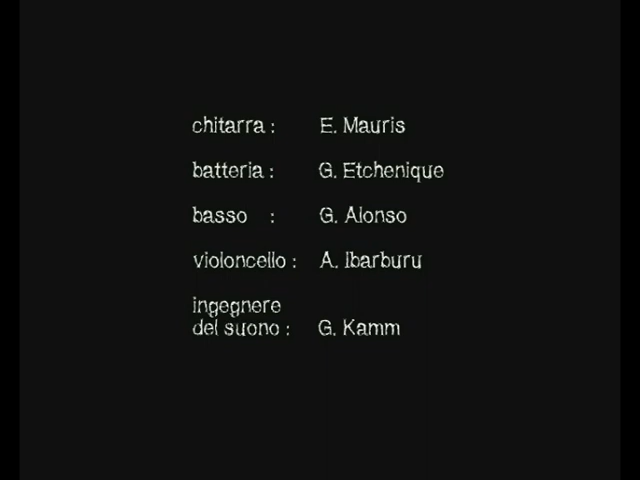 chitarra : E. Mauris
batteria : G. Etchenique
basso : G. Alonso
violoncello : A. Ibarburu
ingegnere
del suono : G. Kamm